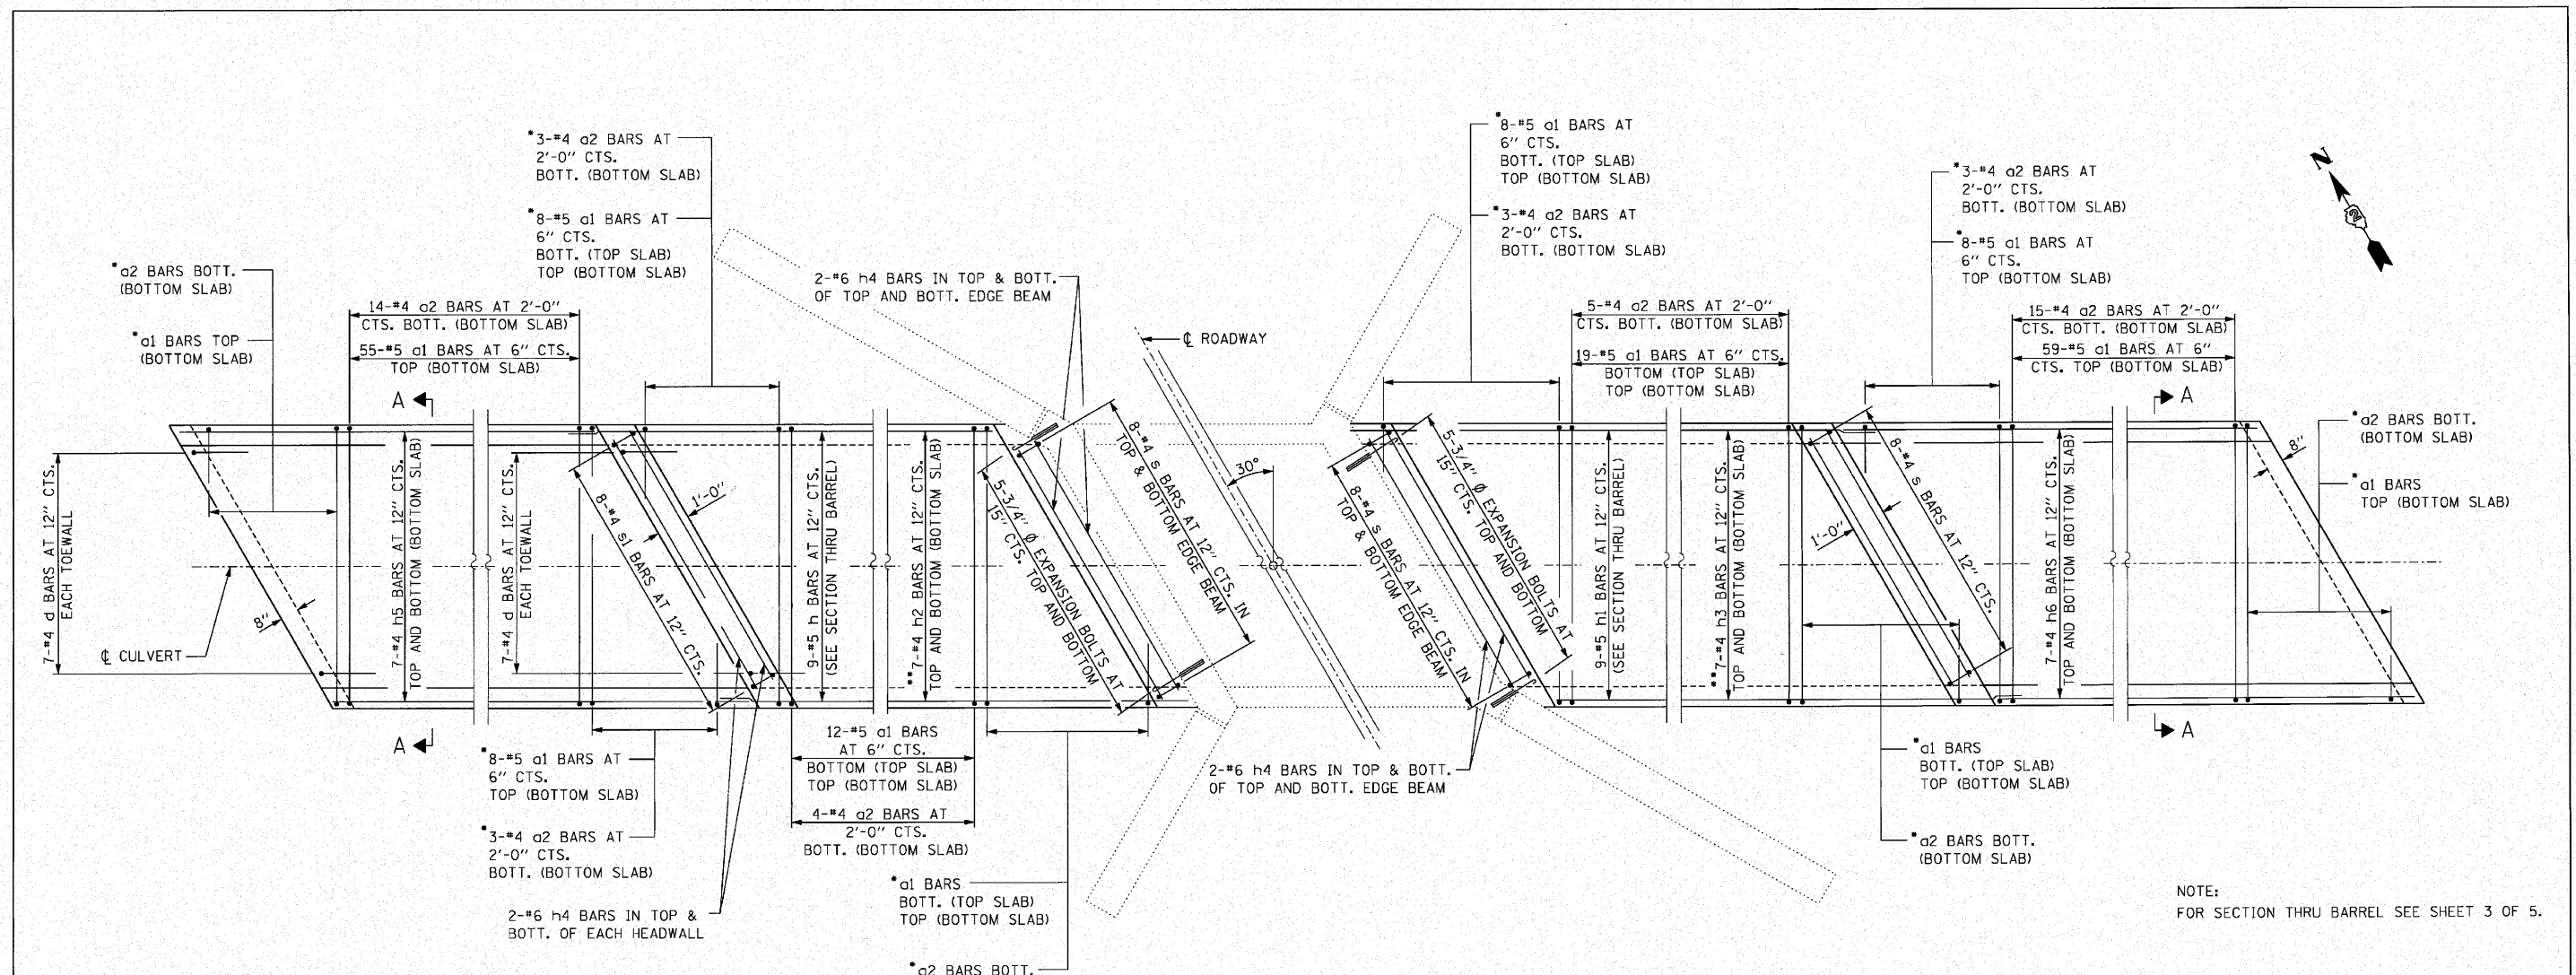 *3-#4 a2 BARS AT
2'-0" CTS.
BOTT. (BOTTOM SLAB)
*8-#5 a1 BARS AT
6" CTS.
BOTT. (TOP SLAB)
TOP (BOTTOM SLAB)
*a2 BARS BOTT.
(BOTTOM SLAB)
*a1 BARS TOP
(BOTTOM SLAB)
14-#4 a2 BARS AT 2'-0"
CTS. BOTT. (BOTTOM SLAB)
55-#5 a1 BARS AT 6" CTS.
TOP (BOTTOM SLAB)
2-#6 h4 BARS IN TOP & BOTT.
OF TOP AND BOTT. EDGE BEAM
℄ ROADWAY
*8-#5 a1 BARS AT
6" CTS.
BOTT. (TOP SLAB)
TOP (BOTTOM SLAB)
*3-#4 a2 BARS AT
2'-0" CTS.
BOTT. (BOTTOM SLAB)
*3-#4 a2 BARS AT
2'-0" CTS.
BOTT. (BOTTOM SLAB)
*8-#5 a1 BARS AT
6" CTS.
TOP (BOTTOM SLAB)
N
2
5-#4 a2 BARS AT 2'-0"
CTS. BOTT. (BOTTOM SLAB)
19-#5 a1 BARS AT 6" CTS.
BOTTOM (TOP SLAB)
TOP (BOTTOM SLAB)
15-#4 a2 BARS AT 2'-0"
CTS. BOTT. (BOTTOM SLAB)
59-#5 a1 BARS AT 6"
CTS. TOP (BOTTOM SLAB)
A
A
*a2 BARS BOTT.
(BOTTOM SLAB)
*a1 BARS
TOP (BOTTOM SLAB)
7-#4 d BARS AT 12" CTS.
EACH TOEWALL
8"
℄ CULVERT
7-#4 h5 BARS AT 12" CTS.
TOP AND BOTTOM (BOTTOM SLAB)
7-#4 d BARS AT 12" CTS.
EACH TOEWALL
8-#4 s1 BARS AT 12" CTS.
1'-0"
9-#5 h BARS AT 12" CTS.
(SEE SECTION THRU BARREL)
**7-#4 h2 BARS AT 12" CTS.
TOP AND BOTTOM (BOTTOM SLAB)
5-3/4" Ø EXPANSION BOLTS AT
15" CTS. TOP AND BOTTOM
8-#4 s BARS AT 12" CTS. IN
TOP & BOTTOM EDGE BEAM
30°
8-#4 s BARS AT 12" CTS. IN
TOP & BOTTOM EDGE BEAM
5-3/4" Ø EXPANSION BOLTS AT
15" CTS. TOP AND BOTTOM
9-#5 h1 BARS AT 12" CTS.
(SEE SECTION THRU BARREL)
**7-#4 h3 BARS AT 12" CTS.
TOP AND BOTTOM (BOTTOM SLAB)
1'-0"
8-#4 s BARS AT 12" CTS.
7-#4 h6 BARS AT 12" CTS.
TOP AND BOTTOM (BOTTOM SLAB)
8"
A
A
*8-#5 a1 BARS AT
6" CTS.
TOP (BOTTOM SLAB)
*3-#4 a2 BARS AT
2'-0" CTS.
BOTT. (BOTTOM SLAB)
2-#6 h4 BARS IN TOP &
BOTT. OF EACH HEADWALL
12-#5 a1 BARS
AT 6" CTS.
BOTTOM (TOP SLAB)
TOP (BOTTOM SLAB)
4-#4 a2 BARS AT
2'-0" CTS.
BOTT. (BOTTOM SLAB)
*a1 BARS
BOTT. (TOP SLAB)
TOP (BOTTOM SLAB)
*a2 BARS BOTT.
2-#6 h4 BARS IN TOP & BOTT.
OF TOP AND BOTT. EDGE BEAM
*a1 BARS
BOTT. (TOP SLAB)
TOP (BOTTOM SLAB)
*a2 BARS BOTT.
(BOTTOM SLAB)
NOTE:
FOR SECTION THRU BARREL SEE SHEET 3 OF 5.